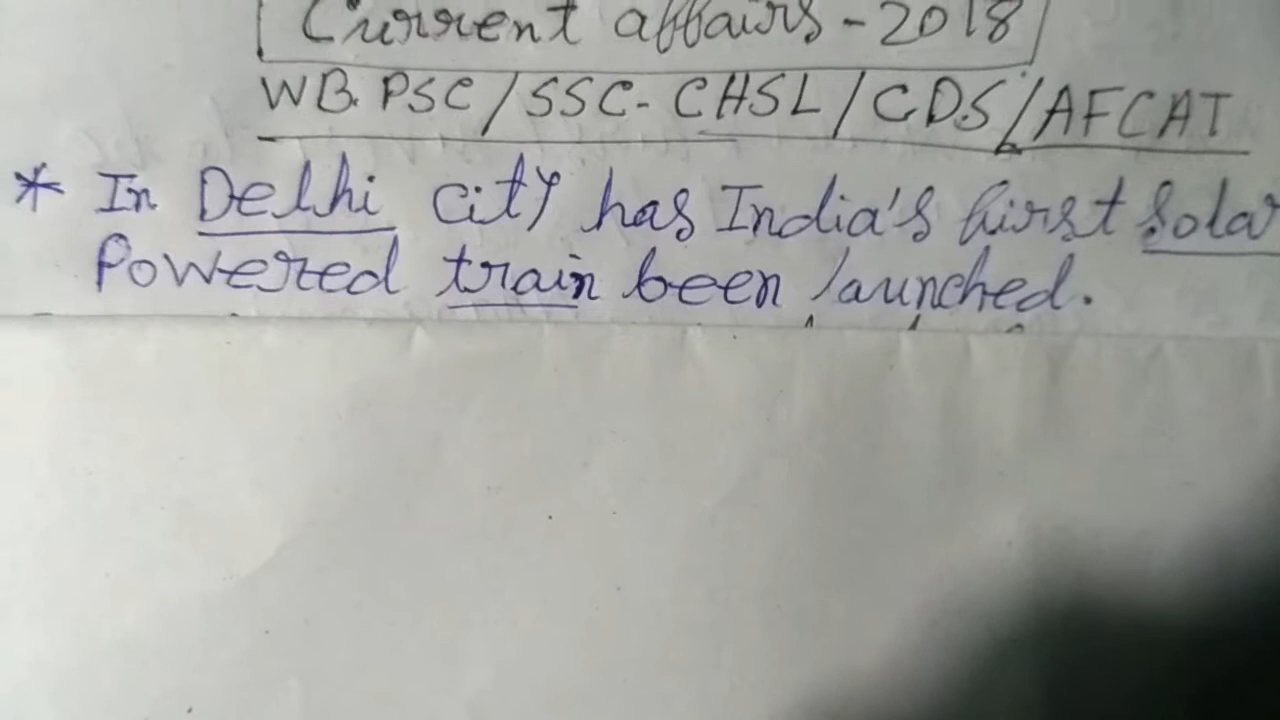 Current affairs-2018
WB.PSC/SSC-CHSL/CDS/AFCAT
* In Delhi city has India's first Solar
Powered train been launched.